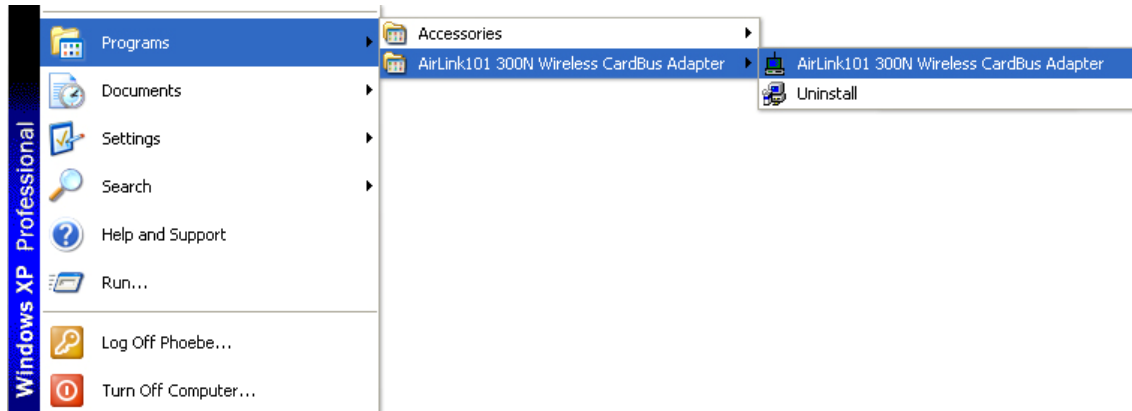 Windows XP Professional
Programs
Documents
Settings
Search
Help and Support
Run...
Log Off Phoebe...
Turn Off Computer...
Accessories
AirLink101 300N Wireless CardBus Adapter
AirLink101 300N Wireless CardBus Adapter
Uninstall